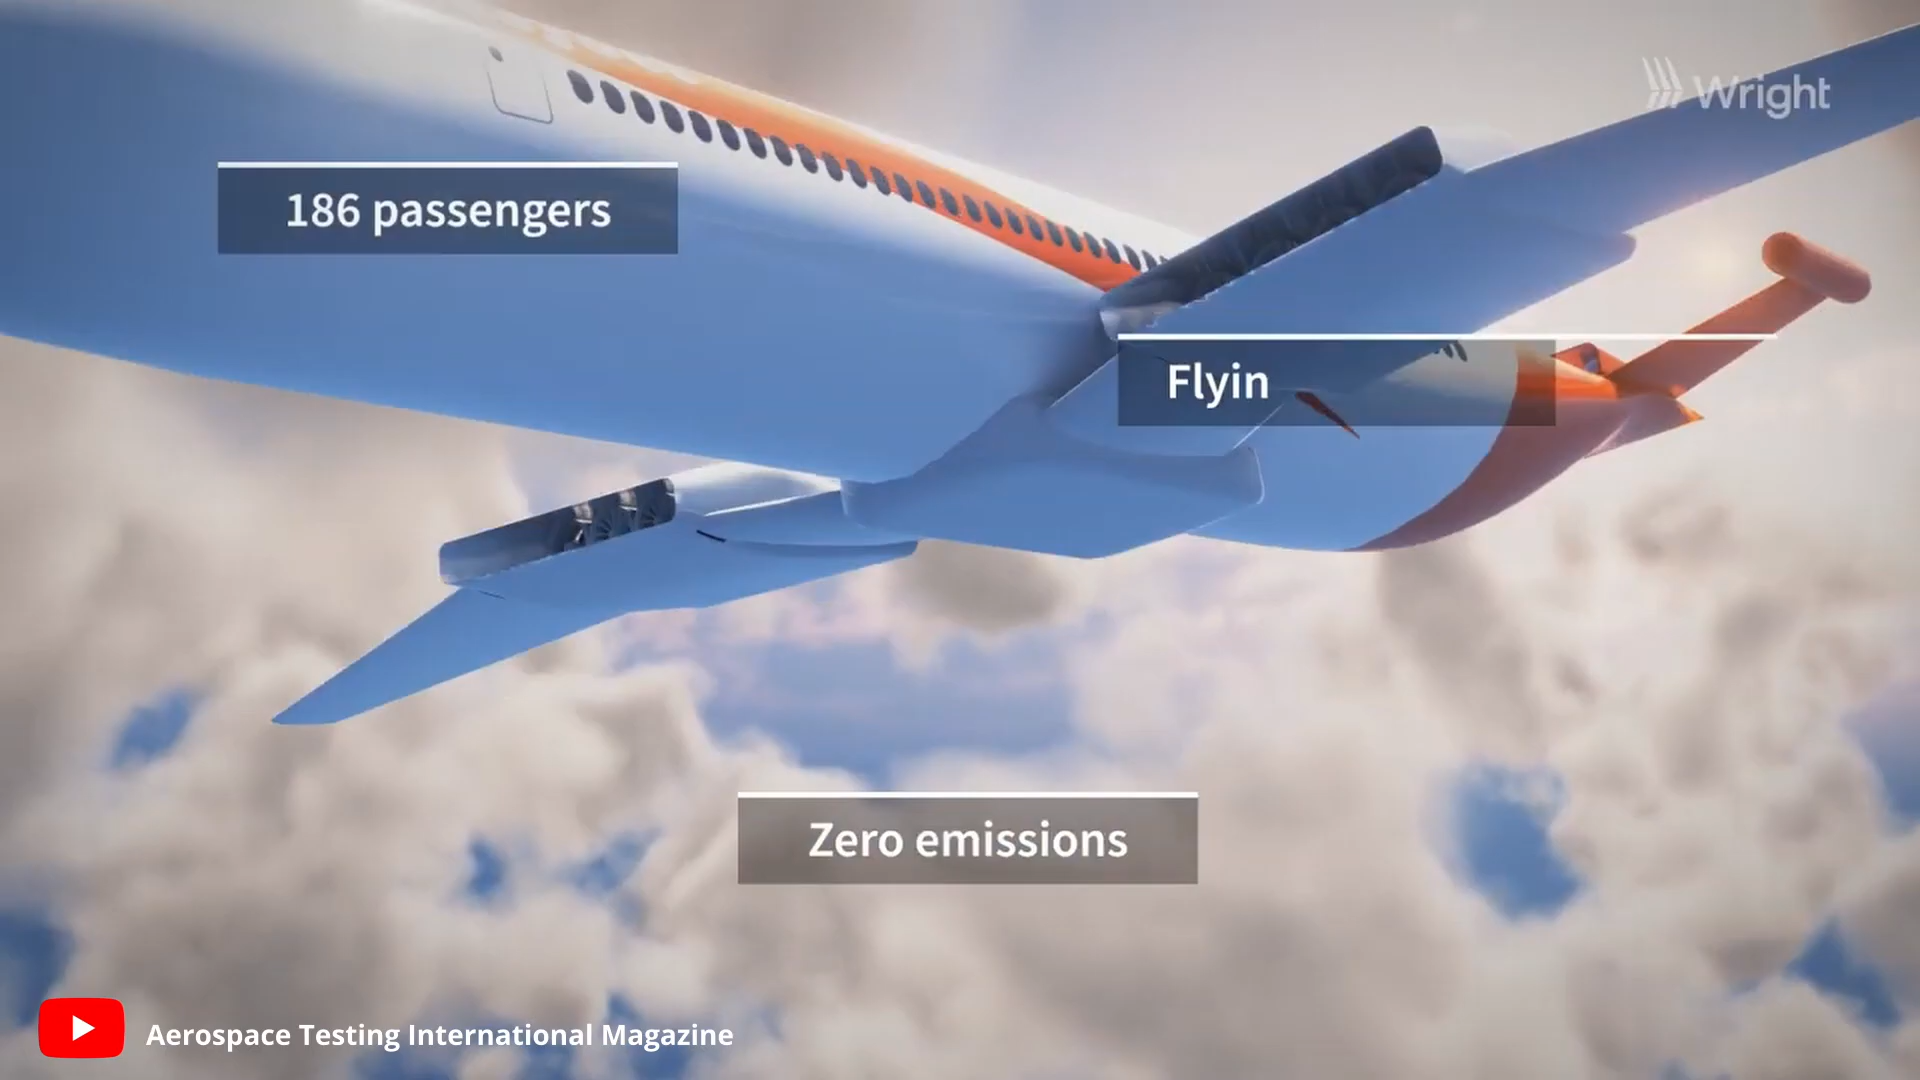 Wright
186 passengers
Flyin
Zero emissions
Aerospace Testing International Magazine